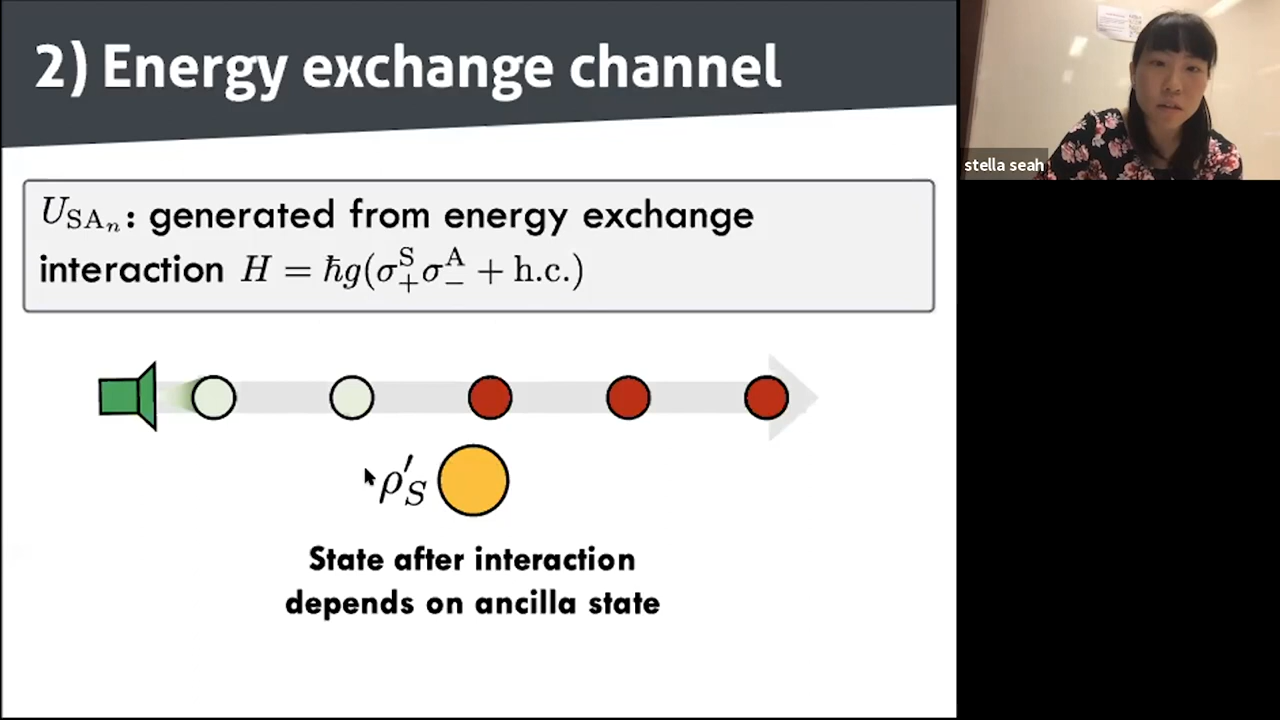 2) Energy exchange channel
U_{SA_n}: generated from energy exchange
interaction H = ℏg(σ_+^S σ_-^A + h.c.)
ρ'_S
State after interaction
depends on ancilla state
stella seah